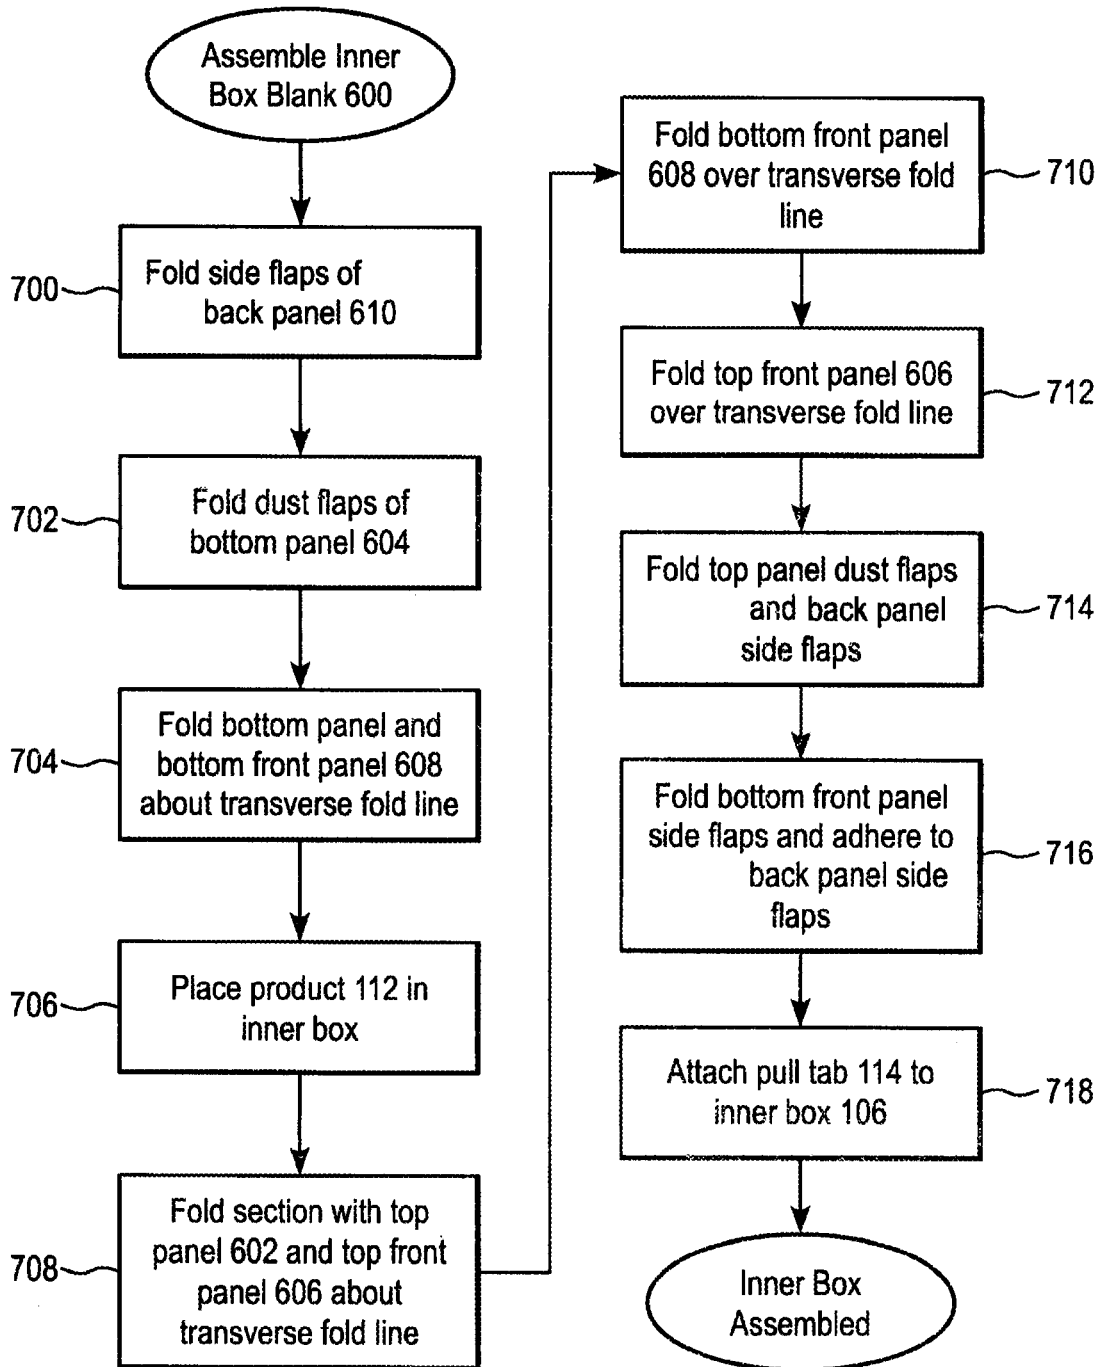 Assemble Inner
Box Blank 600
700
Fold side flaps of
back panel 610
702
Fold dust flaps of
bottom panel 604
704
Fold bottom panel and
bottom front panel 608
about transverse fold line
706
Place product 112 in
inner box
708
Fold section with top
panel 602 and top front
panel 606 about
transverse fold line
Fold bottom front panel
608 over transverse fold
line
710
Fold top front panel 606
over transverse fold line
712
Fold top panel dust flaps
and back panel
side flaps
714
Fold bottom front panel
side flaps and adhere to
back panel side
flaps
716
Attach pull tab 114 to
inner box 106
718
Inner Box
Assembled